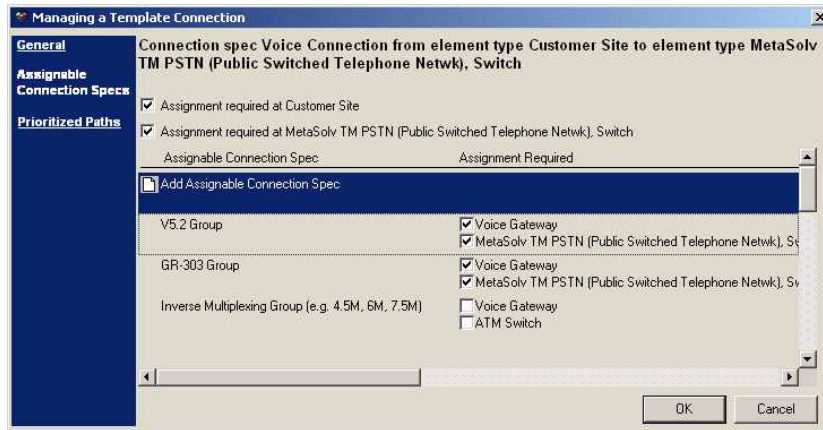 Managing a Template Connection
General
Assignable
Connection Specs
Prioritized Paths
Connection spec Voice Connection from element type Customer Site to element type MetaSolv
TM PSTN (Public Switched Telephone Netwk), Switch
Assignment required at Customer Site
Assignment required at MetaSolv TM PSTN (Public Switched Telephone Netwk), Switch
Assignable Connection Spec Assignment Required
Add Assignable Connection Spec
V5.2 Group Voice Gateway
MetaSolv TM PSTN (Public Switched Telephone Netwk), Sw
GR-303 Group Voice Gateway
MetaSolv TM PSTN (Public Switched Telephone Netwk), Sw
Inverse Multiplexing Group (e.g. 4.5M, 6M, 7.5M) Voice Gateway
ATM Switch
OK Cancel